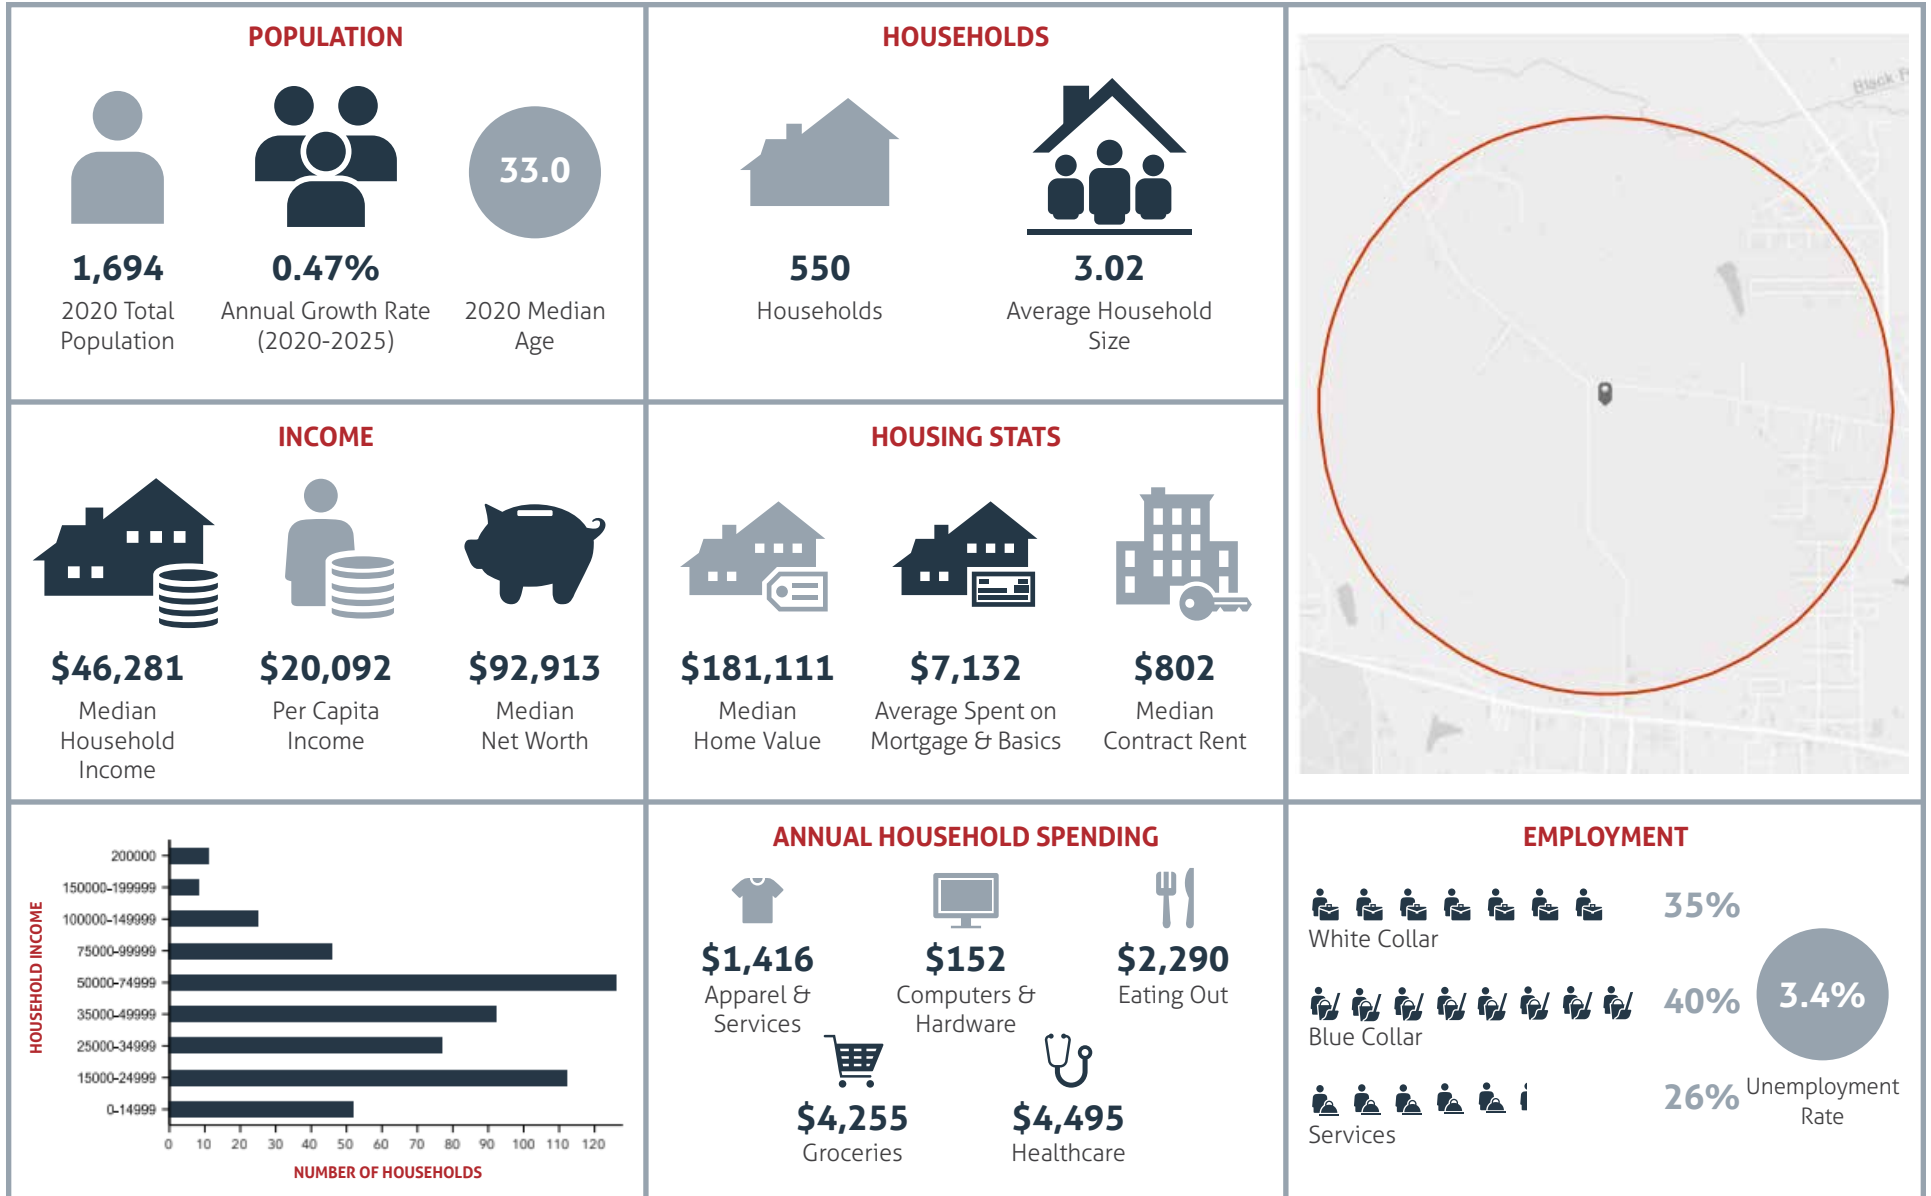 POPULATION
33.0
1,694
2020 Total
Population
0.47%
Annual Growth Rate
(2020-2025)
2020 Median
Age
HOUSEHOLDS
550
Households
3.02
Average Household
Size
Black
INCOME
$46,281
Median
Household
Income
$20,092
Per Capita
Income
$92,913
Median
Net Worth
HOUSING STATS
$181,111
Median
Home Value
$7,132
Average Spent on
Mortgage & Basics
$802
Median
Contract Rent
HOUSEHOLD INCOME
200000
150000-199999
100000-149999
75000-99999
50000-74999
35000-49999
25000-34999
15000-24999
0-14999
0 10 20 30 40 50 60 70 80 90 100 110 120
NUMBER OF HOUSEHOLDS
ANNUAL HOUSEHOLD SPENDING
$1,416
Apparel &
Services
$152
Computers &
Hardware
$2,290
Eating Out
$4,255
Groceries
$4,495
Healthcare
EMPLOYMENT
35%
White Collar
40%
Blue Collar
26%
Services
3.4%
Unemployment
Rate